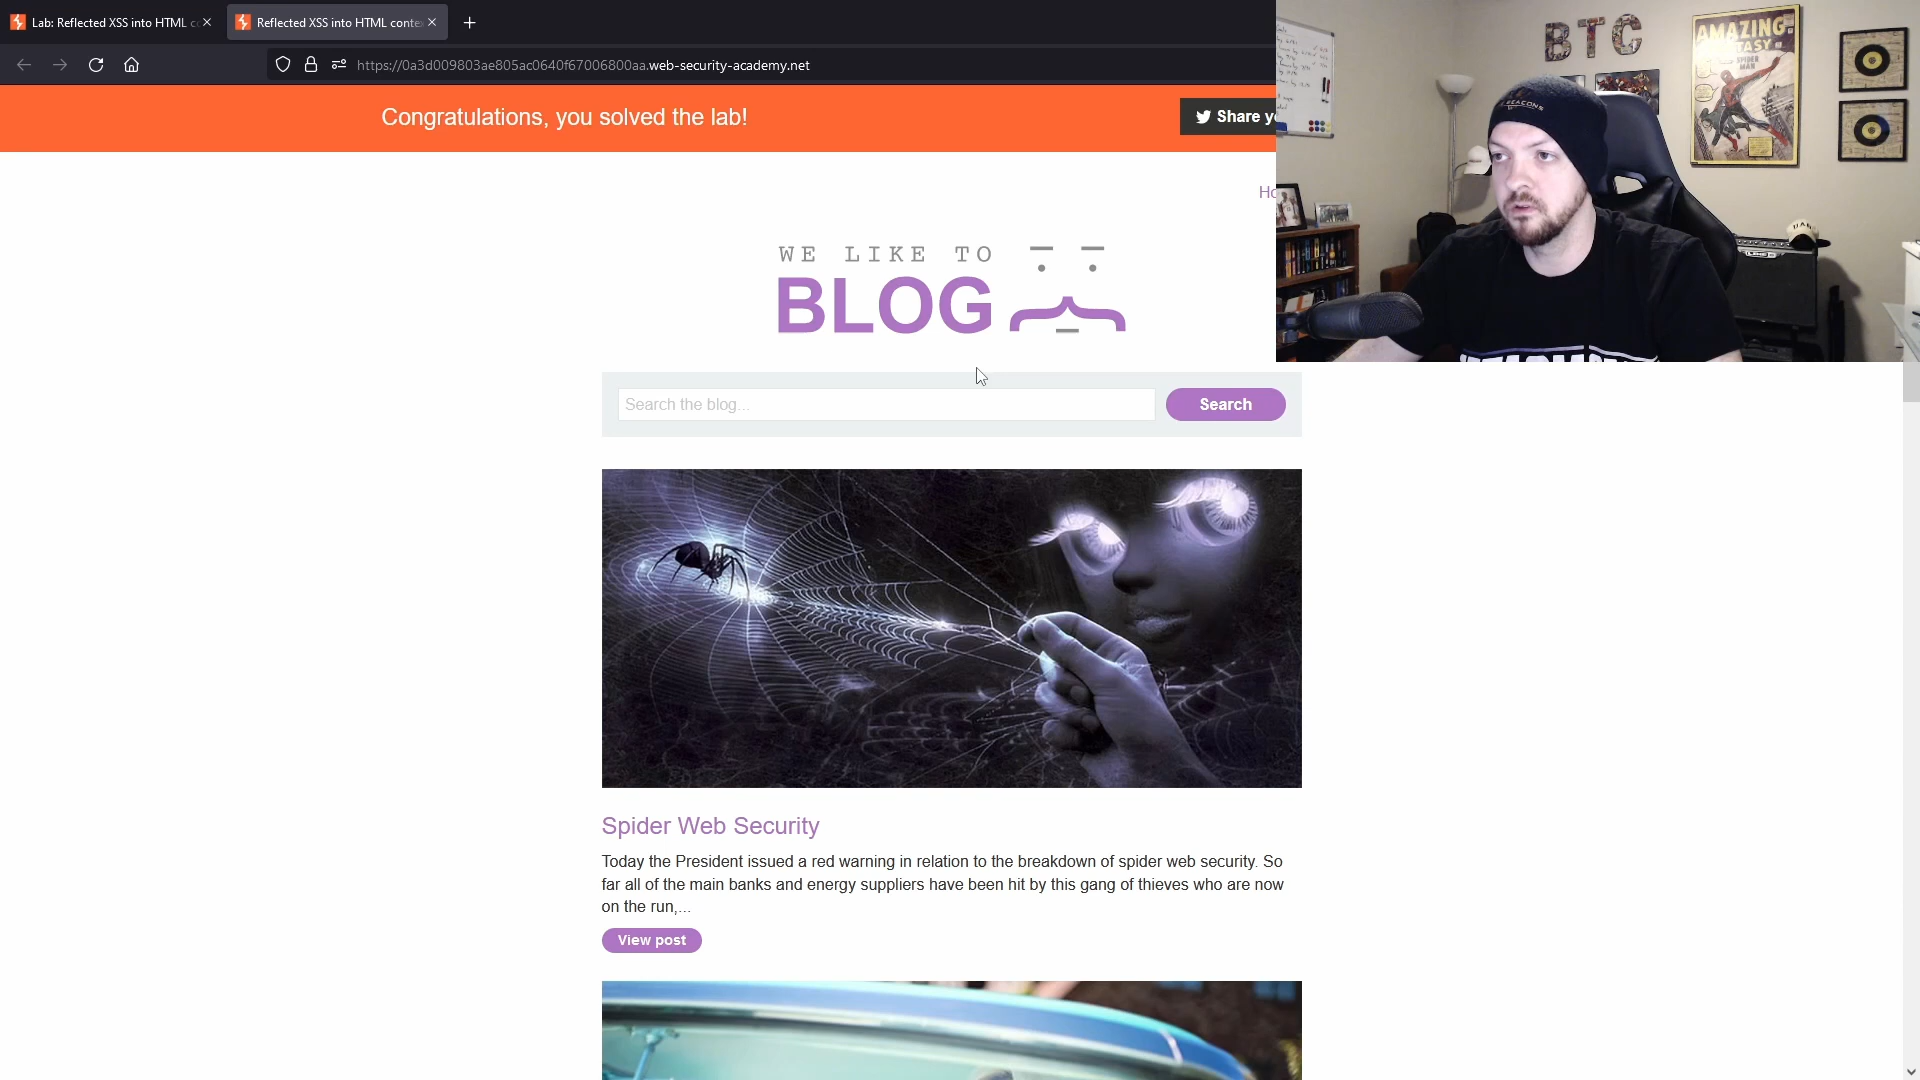 Lab: Reflected XSS into HTML c
Reflected XSS into HTML conte
https://0a3d009803ae805ac0640f67006800aa.web-security-academy.net
Congratulations, you solved the lab!
Share y
Ho
WE LIKE TO
BLOG
Search the blog...
Search
Spider Web Security
Today the President issued a red warning in relation to the breakdown of spider web security. So
far all of the main banks and energy suppliers have been hit by this gang of thieves who are now
on the run,...
View post
BTC
AMAZING
FANTASY
SPIDER
MAN